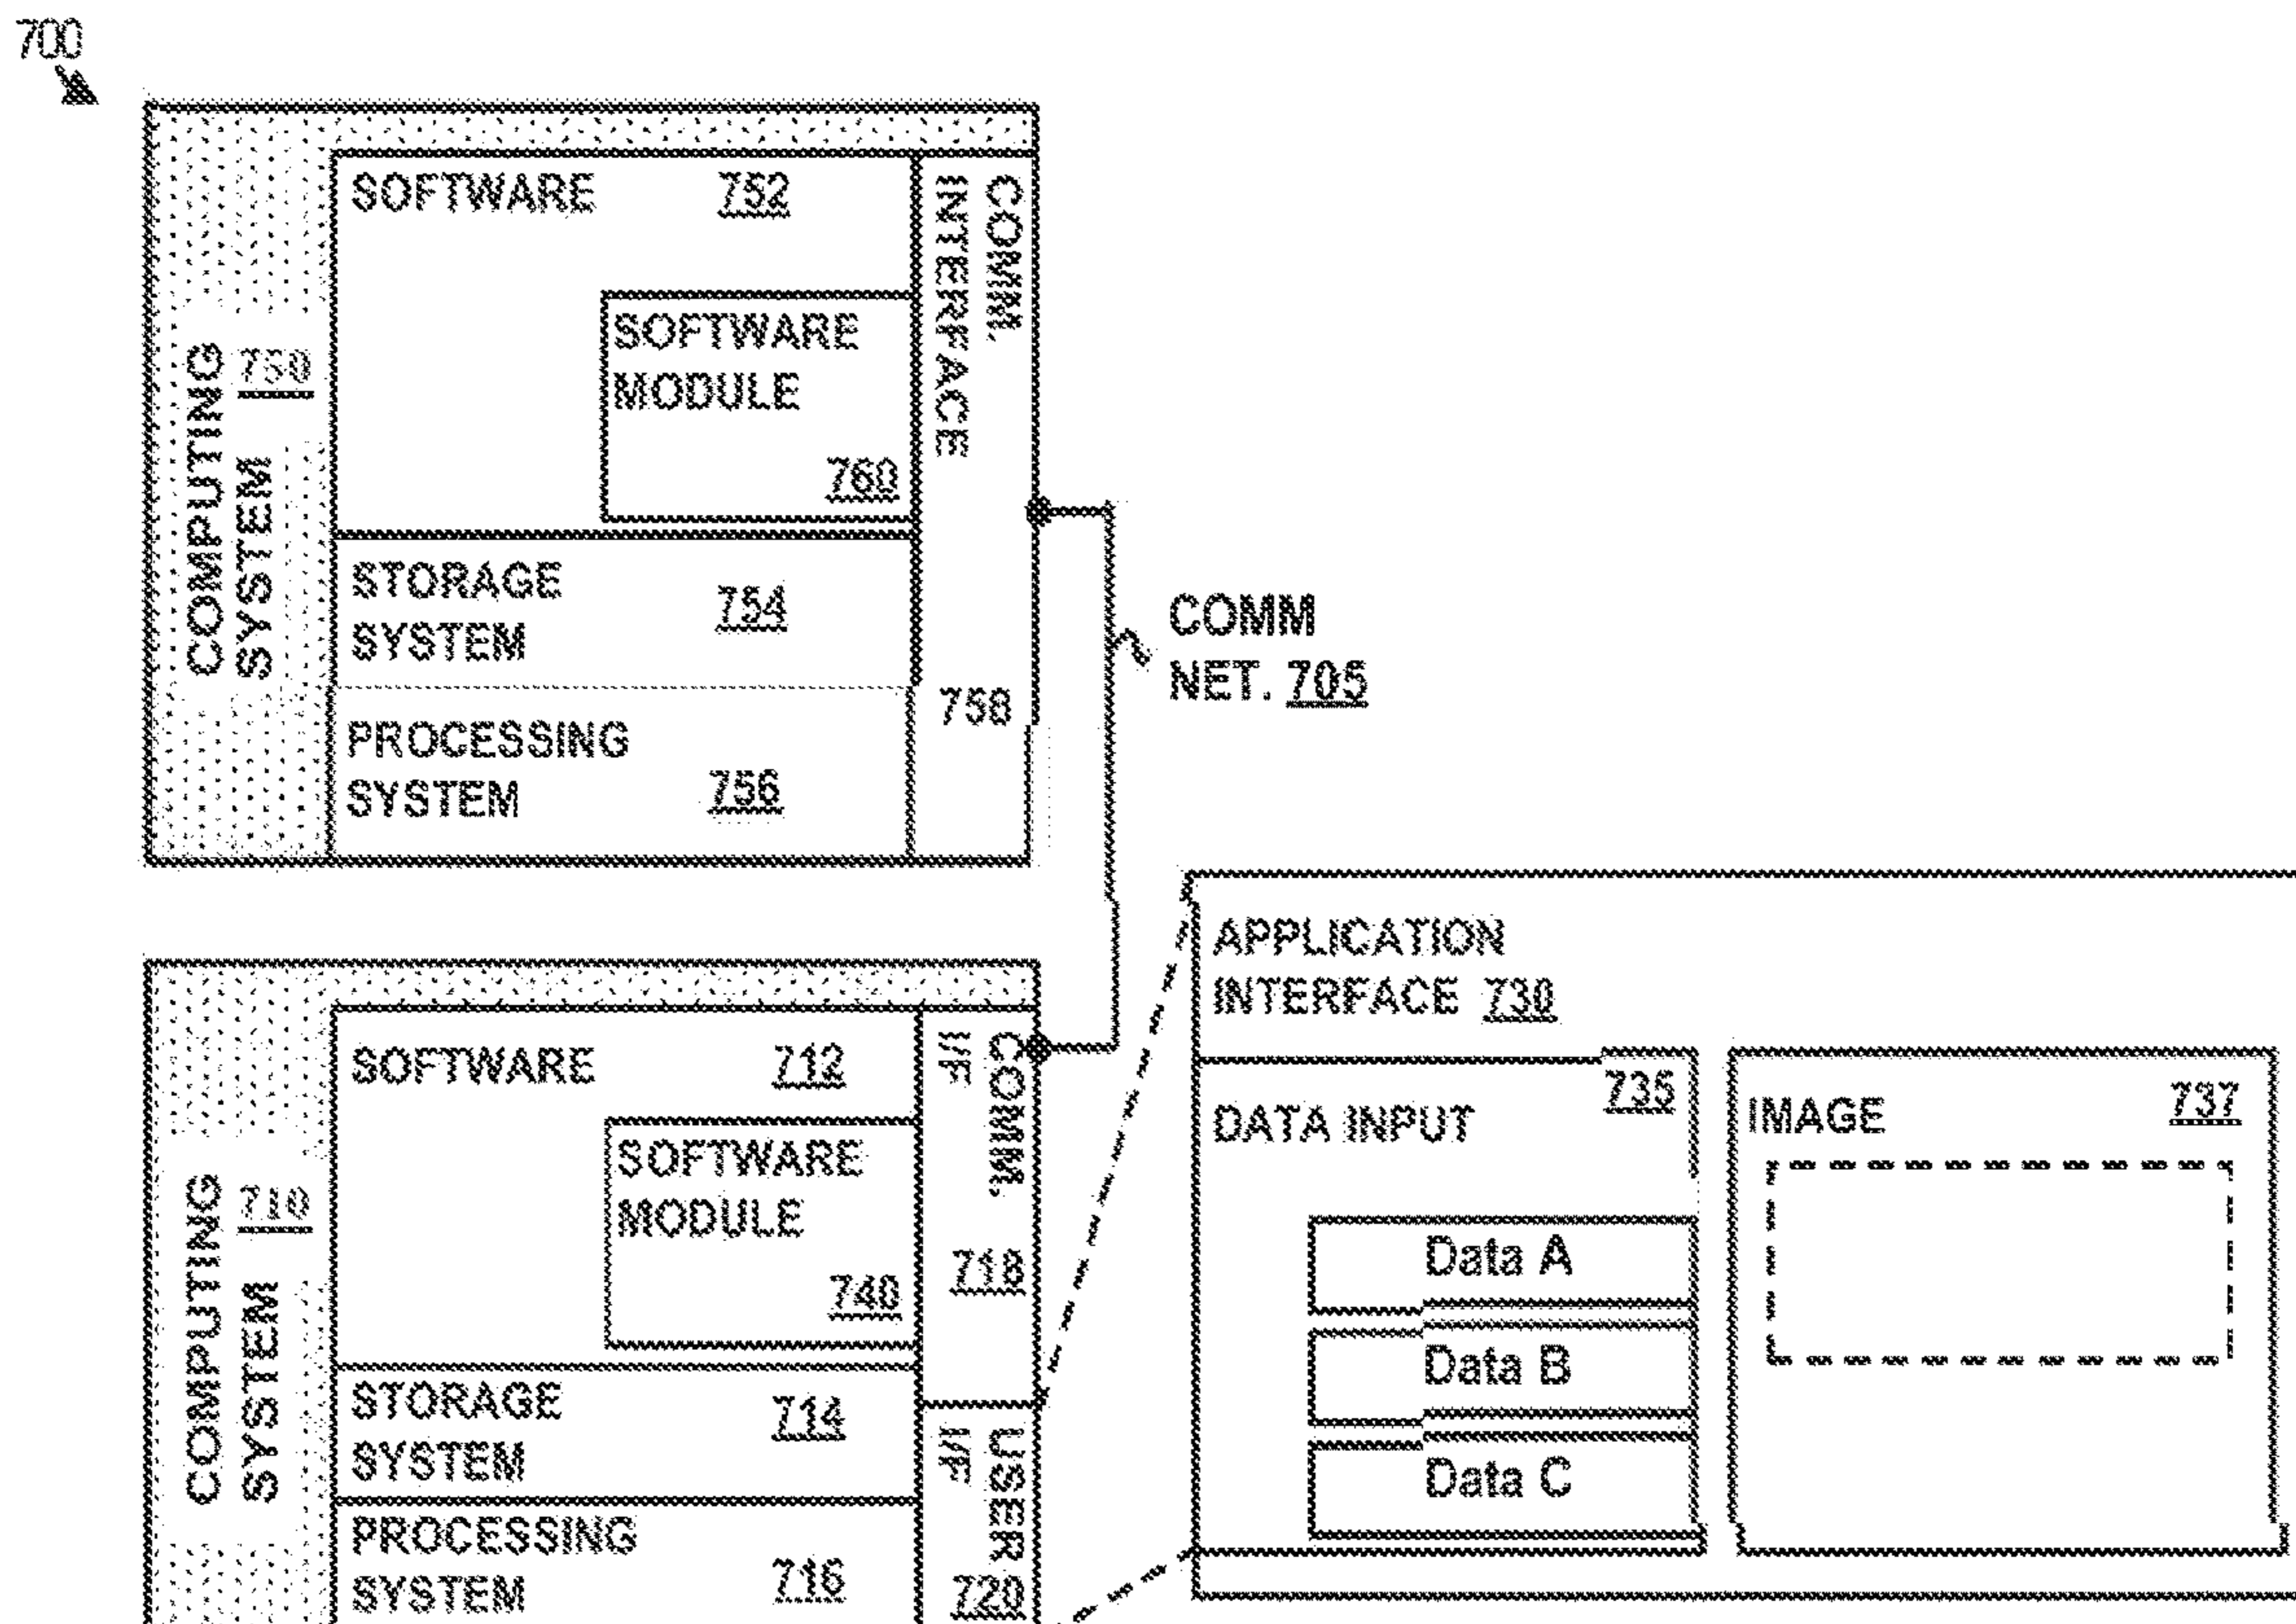 700
COMPUTING
SYSTEM
750
SOFTWARE 752
SOFTWARE
MODULE
760
STORAGE
SYSTEM
754
PROCESSING
SYSTEM
756
COMM.
INTERFACE
758
COMM
NET. 705
COMPUTING
SYSTEM
710
SOFTWARE 712
SOFTWARE
MODULE
740
STORAGE
SYSTEM
714
PROCESSING
SYSTEM
716
COMM.
I/F
718
USER
I/F
720
APPLICATION
INTERFACE 730
735
DATA INPUT
Data A
Data B
Data C
IMAGE 737